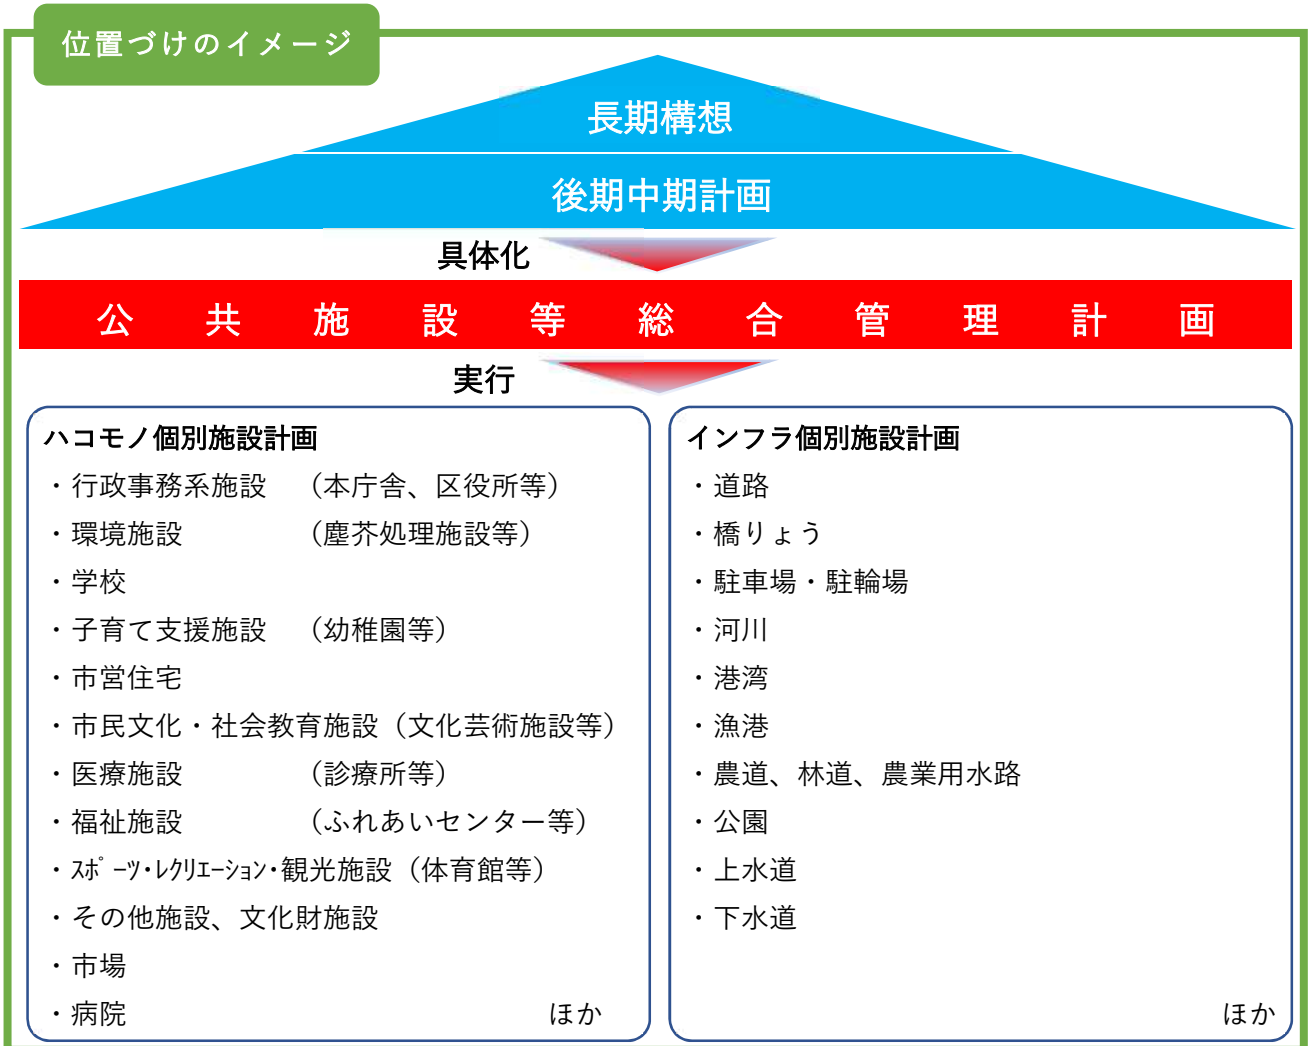 位置づけのイメージ
長期構想
後期中期計画
具体化
公共施設等総合管理計画
実行
ハコモノ個別施設計画
・行政事務系施設　（本庁舎、区役所等）
・環境施設　（塵芥処理施設等）
・学校
・子育て支援施設　（幼稚園等）
・市営住宅
・市民文化・社会教育施設（文化芸術施設等）
・医療施設　（診療所等）
・福祉施設　（ふれあいセンター等）
・ｽﾎﾟｰﾂ・ﾚｸﾘｴｰｼｮﾝ・観光施設（体育館等）
・その他施設、文化財施設
・市場
・病院　ほか
インフラ個別施設計画
・道路
・橋りょう
・駐車場・駐輪場
・河川
・港湾
・漁港
・農道、林道、農業用水路
・公園
・上水道
・下水道
ほか